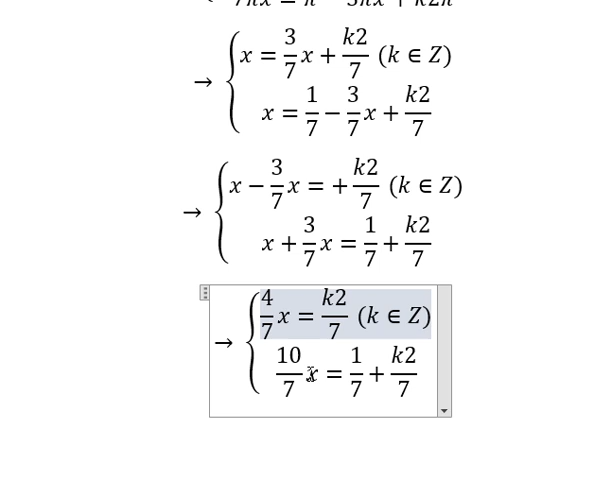 → { x = 3/7 x + k2/7 (k ∈ Z)
x = 1/7 − 3/7 x + k2/7
→ { x − 3/7 x = + k2/7 (k ∈ Z)
x + 3/7 x = 1/7 + k2/7
→ { 4/7 x = k2/7 (k ∈ Z)
10/7 x = 1/7 + k2/7